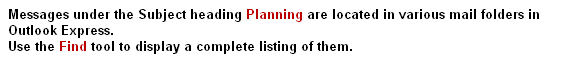 Messages under the Subject heading Planning are located in various mail folders in
Outlook Express.
Use the Find tool to display a complete listing of them.